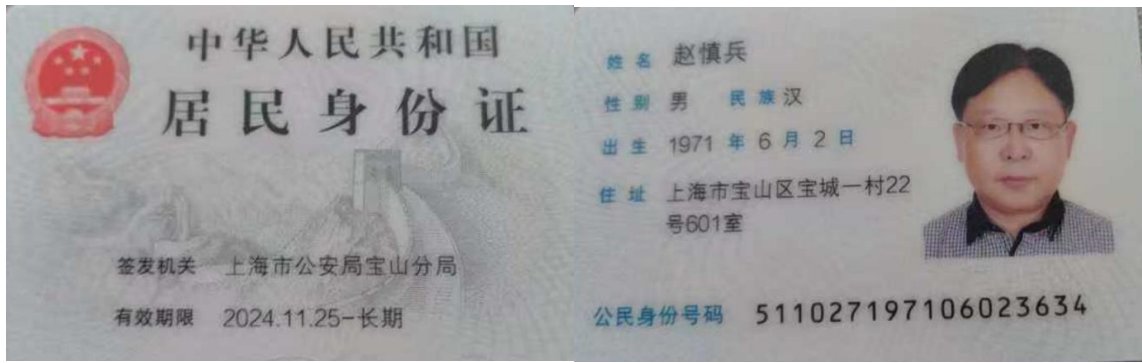 中华人民共和国
居民身份证
签发机关 上海市公安局宝山分局
有效期限 2024.11.25-长期
姓名 赵慎兵
性别 男 民族 汉
出生 1971 年 6 月 2 日
住址 上海市宝山区宝城一村22
号601室
公民身份号码 511027197106023634